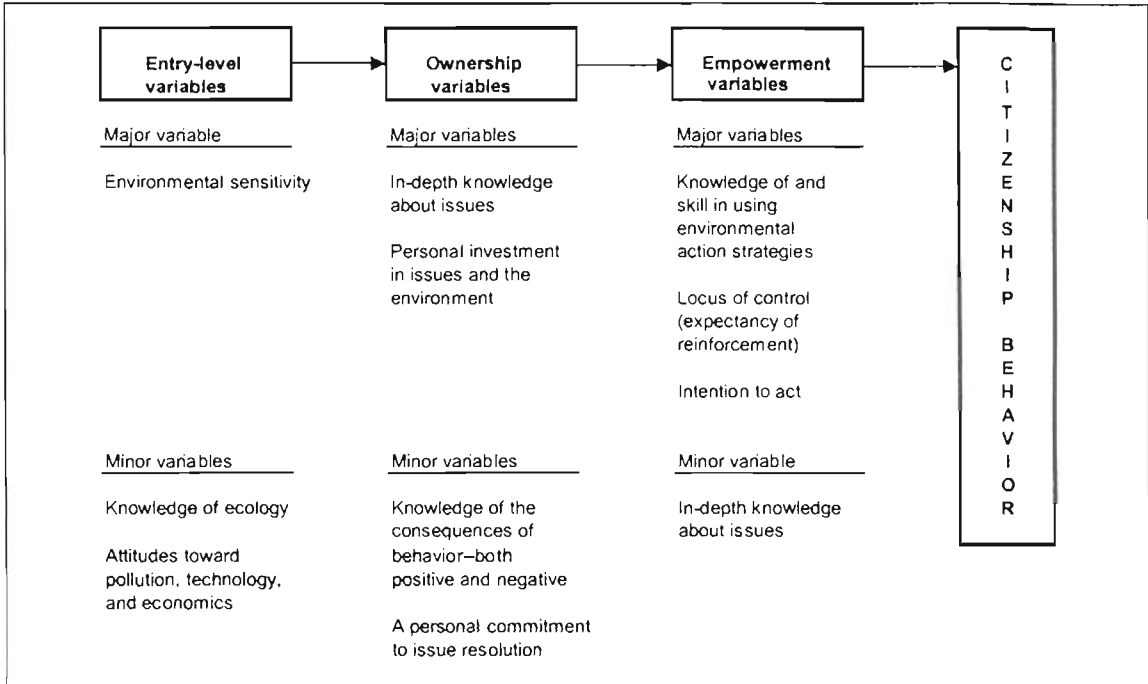 Entry-level
variables
Ownership
variables
Empowerment
variables
Major variable
Environmental sensitivity
Major variables
In-depth knowledge
about issues
Personal investment
in issues and the
environment
Major variables
Knowledge of and
skill in using
environmental
action strategies
Locus of control
(expectancy of
reinforcement)
Intention to act
Minor variables
Knowledge of ecology
Attitudes toward
pollution, technology,
and economics
Minor variables
Knowledge of the
consequences of
behavior–both
positive and negative
A personal commitment
to issue resolution
Minor variable
In-depth knowledge
about issues
CITIZENSHIP BEHAVIOR